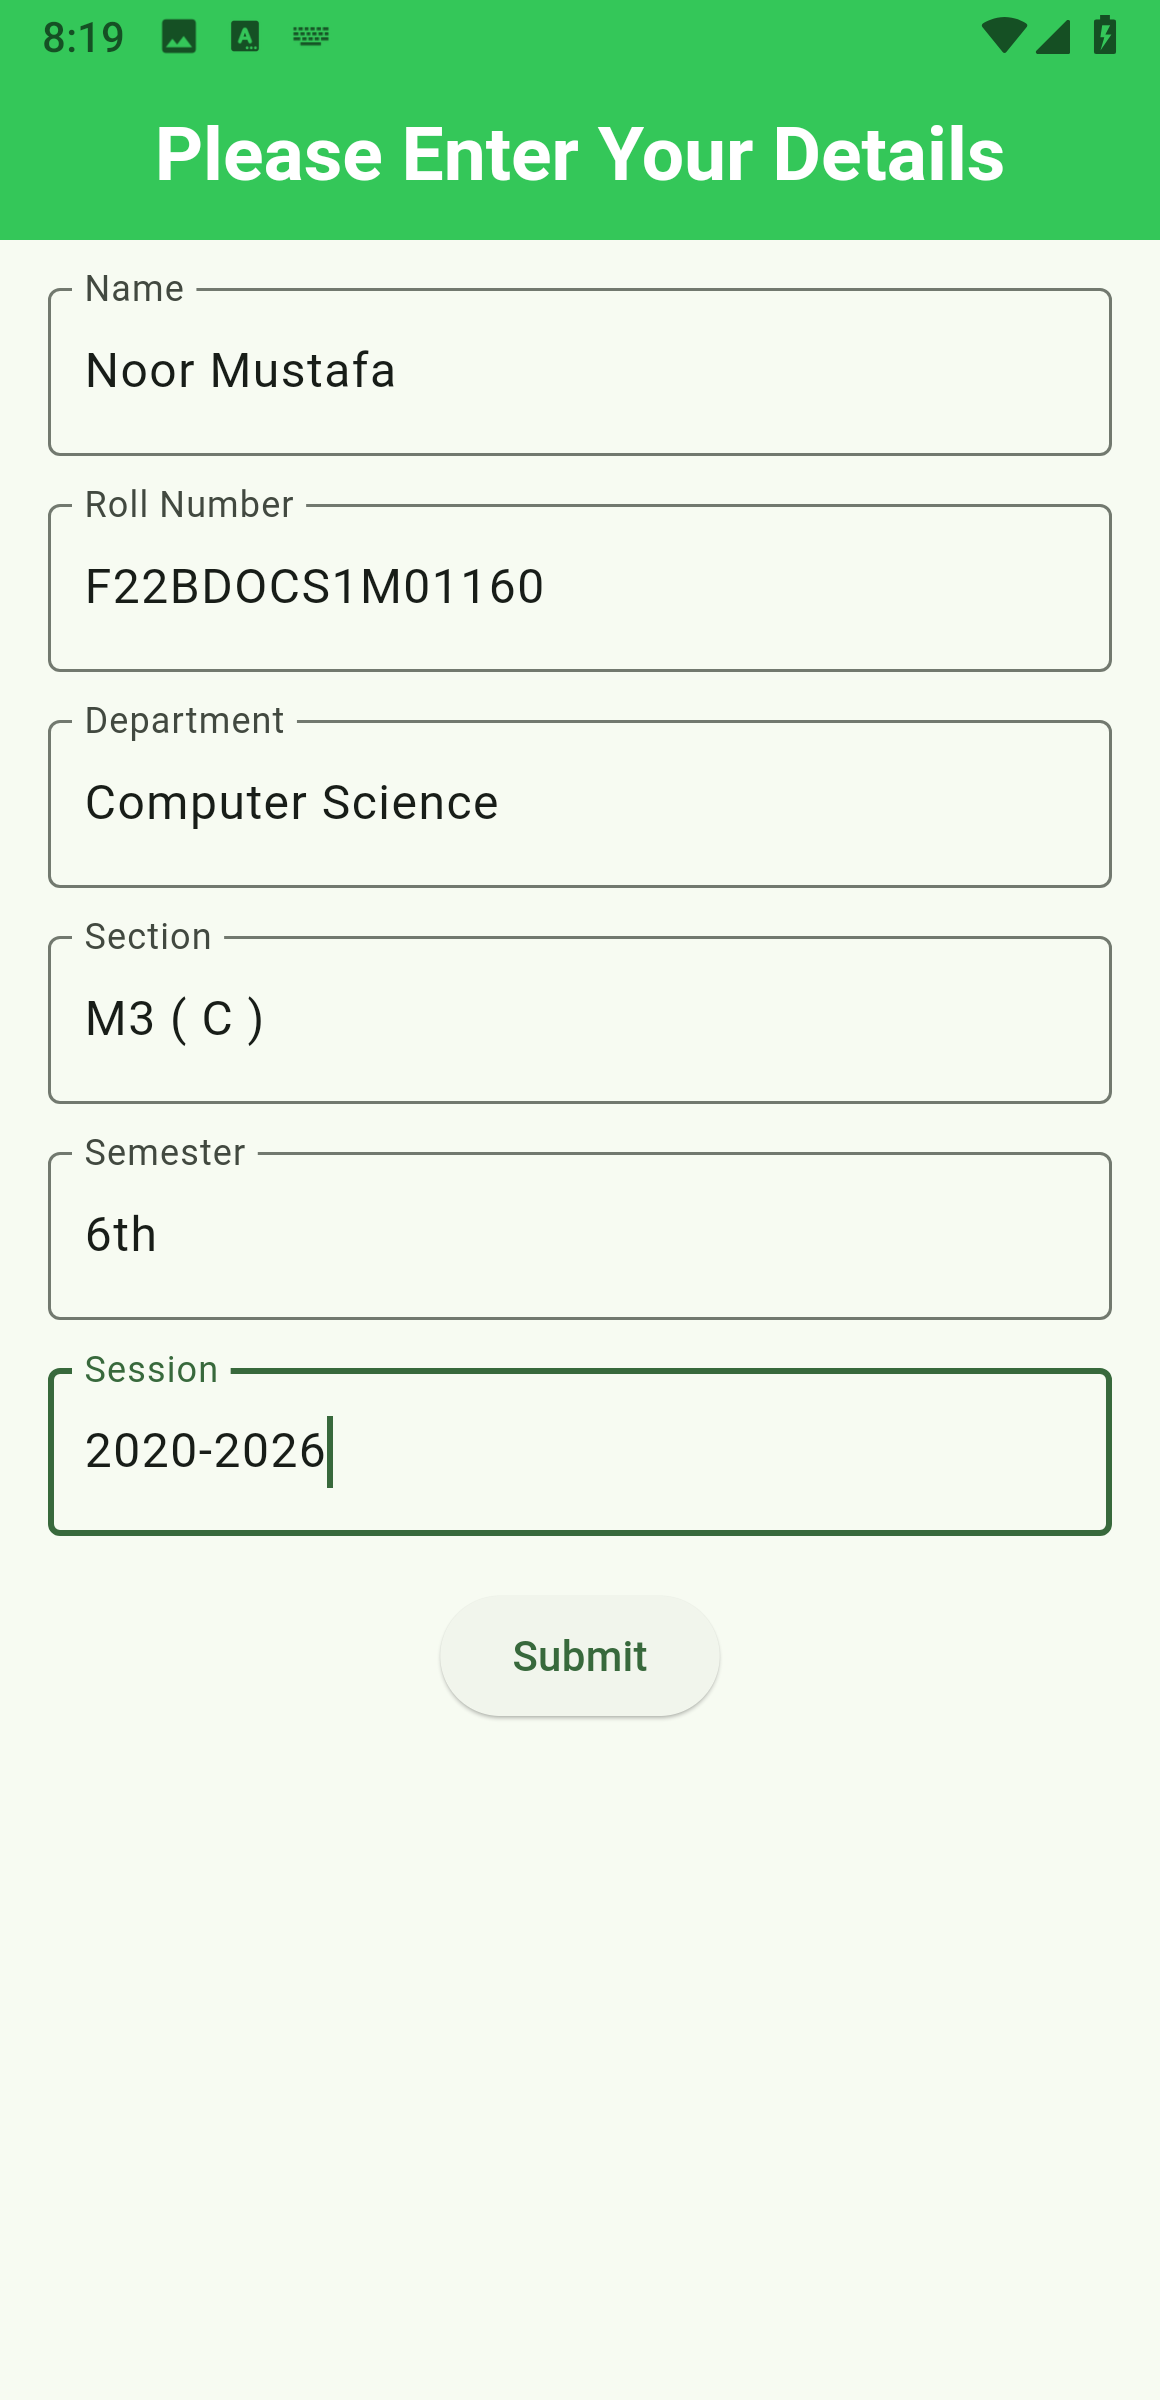 8:19
Please Enter Your Details
Name
Noor Mustafa
Roll Number
F22BDOCS1M01160
Department
Computer Science
Section
M3 ( C )
Semester
6th
Session
2020-2026
Submit